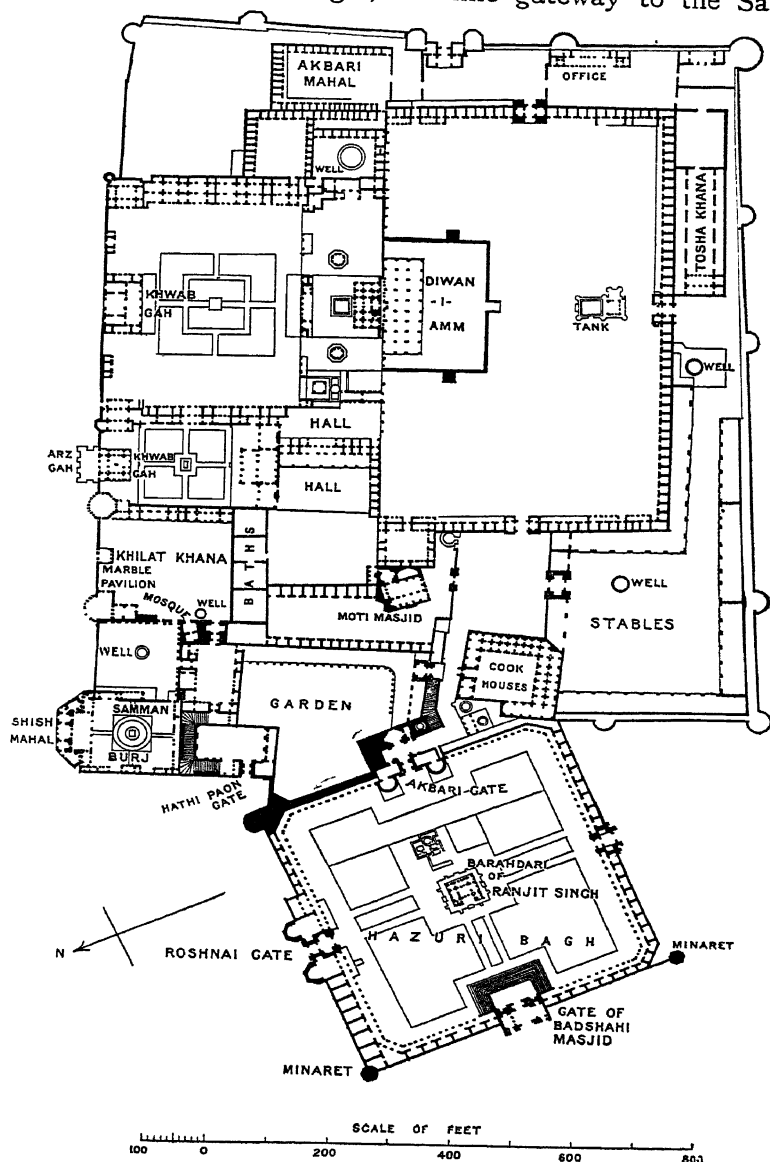 gateway to the Sa
AKBARI
MAHAL
OFFICE
WELL
TOSHA KHANA
KHWAB
GAH
DIWAN
-I-
AMM
TANK
WELL
HALL
ARZ
GAH
KHWAB
GAH
HALL
KHILAT KHANA
MARBLE
PAVILION
MOSQUE
WELL
BATHS
MOTI MASJID
WELL
STABLES
WELL
COOK
HOUSES
GARDEN
SAMMAN
BURJ
SHISH
MAHAL
HATHI PAON
GATE
AKBARI GATE
BARAHDARI
OF
RANJIT SINGH
N
ROSHNAI GATE
HAZURI BAGH
MINARET
GATE OF
BADSHAHI
MASJID
MINARET
SCALE OF FEET
100 0 200 400 600 800